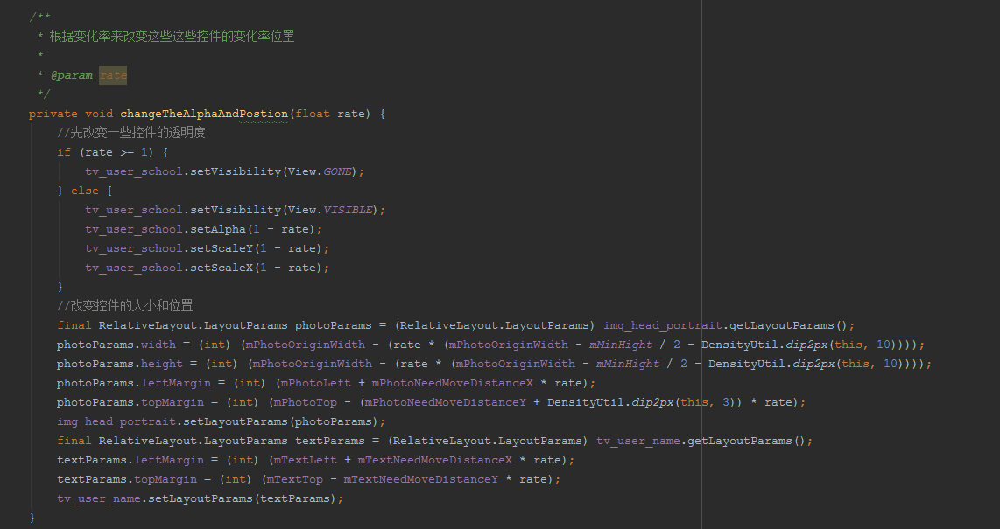 /**
 * 根据变化率来改变这些这些控件的变化率位置
 *
 * @param rate
 */
private void changeTheAlphaAndPostion(float rate) {
    //先改变一些控件的透明度
    if (rate >= 1) {
        tv_user_school.setVisibility(View.GONE);
    } else {
        tv_user_school.setVisibility(View.VISIBLE);
        tv_user_school.setAlpha(1 - rate);
        tv_user_school.setScaleY(1 - rate);
        tv_user_school.setScaleX(1 - rate);
    }
    //改变控件的大小和位置
    final RelativeLayout.LayoutParams photoParams = (RelativeLayout.LayoutParams) img_head_portrait.getLayoutParams();
    photoParams.width = (int) (mPhotoOriginWidth - (rate * (mPhotoOriginWidth - mMinHight / 2 - DensityUtil.dip2px(this, 10))));
    photoParams.height = (int) (mPhotoOriginWidth - (rate * (mPhotoOriginWidth - mMinHight / 2 - DensityUtil.dip2px(this, 10))));
    photoParams.leftMargin = (int) (mPhotoLeft + mPhotoNeedMoveDistanceX * rate);
    photoParams.topMargin = (int) (mPhotoTop - (mPhotoNeedMoveDistanceY + DensityUtil.dip2px(this, 3)) * rate);
    img_head_portrait.setLayoutParams(photoParams);
    final RelativeLayout.LayoutParams textParams = (RelativeLayout.LayoutParams) tv_user_name.getLayoutParams();
    textParams.leftMargin = (int) (mTextLeft + mTextNeedMoveDistanceX * rate);
    textParams.topMargin = (int) (mTextTop - mTextNeedMoveDistanceY * rate);
    tv_user_name.setLayoutParams(textParams);
}